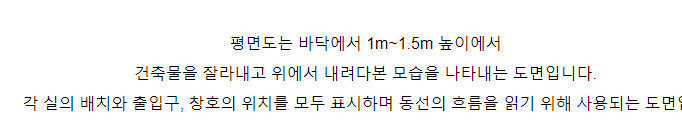 평면도는 바닥에서 1m~1.5m 높이에서
건축물을 잘라내고 위에서 내려다본 모습을 나타내는 도면입니다.
각 실의 배치와 출입구, 창호의 위치를 모두 표시하며 동선의 흐름을 읽기 위해 사용되는 도면